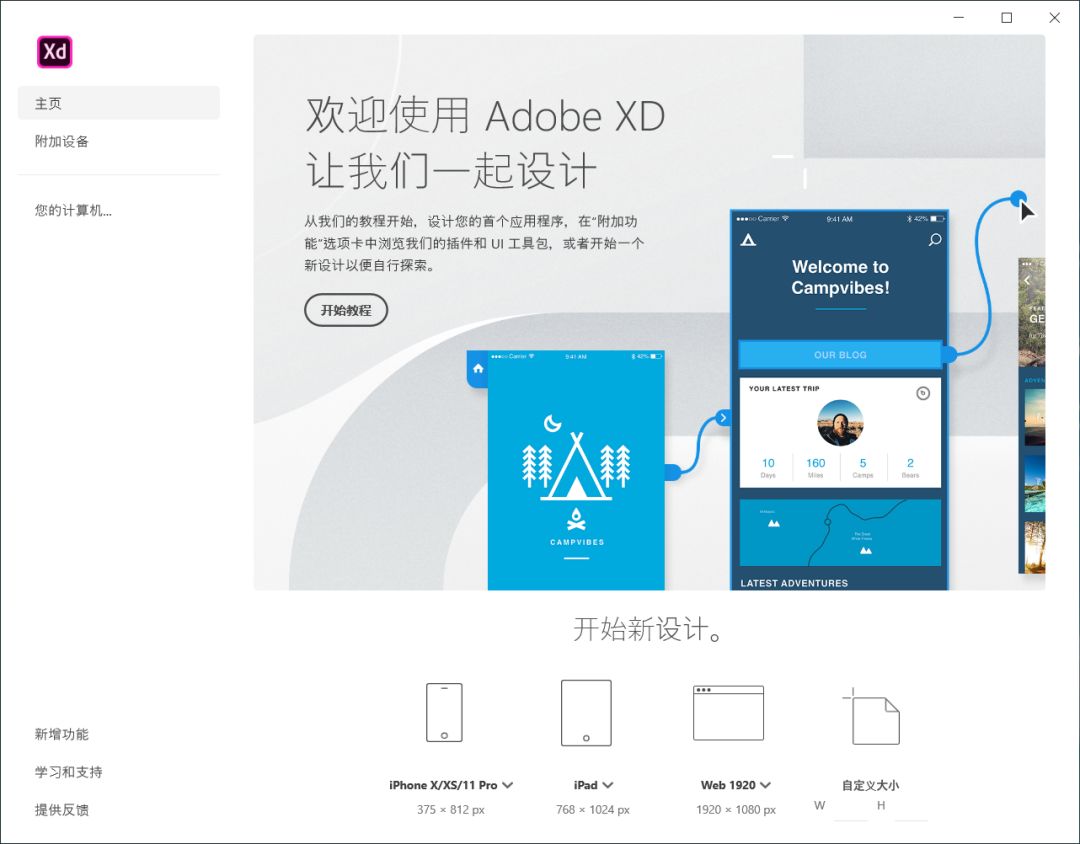 Xd
主页
附加设备
您的计算机...
新增功能
学习和支持
提供反馈
欢迎使用 Adobe XD
让我们一起设计
从我们的教程开始，设计您的首个应用程序，在“附加功
能”选项卡中浏览我们的插件和 UI 工具包，或者开始一个
新设计以便自行探索。
开始教程
Carrier 9:41 AM 42%
CAMPVIBES
Carrier 9:41 AM 42%
Welcome to
Campvibes!
OUR BLOG
YOUR LATEST TRIP
10 160 5 2
Days Miles Camps Bears
LATEST ADVENTURES
GE
ADVEN
开始新设计。
iPhone X/XS/11 Pro
375 × 812 px
iPad
768 × 1024 px
Web 1920
1920 × 1080 px
自定义大小
W H